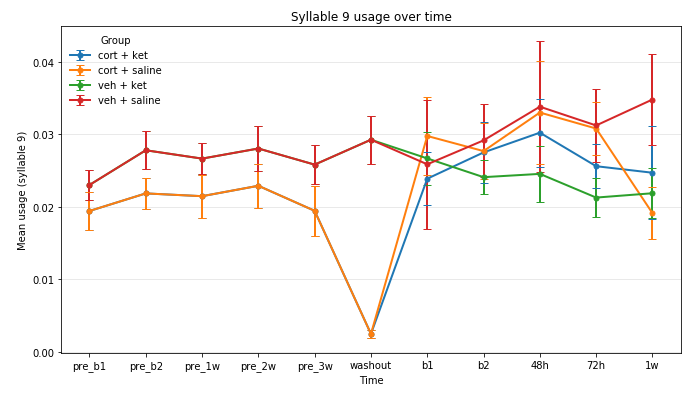 Syllable 9 usage over time
Group
cort + ket
cort + saline
veh + ket
veh + saline
Mean usage (syllable 9)
0.04
0.03
0.02
0.01
0.00
pre_b1 pre_b2 pre_1w pre_2w pre_3w washout b1 b2 48h 72h 1w
Time